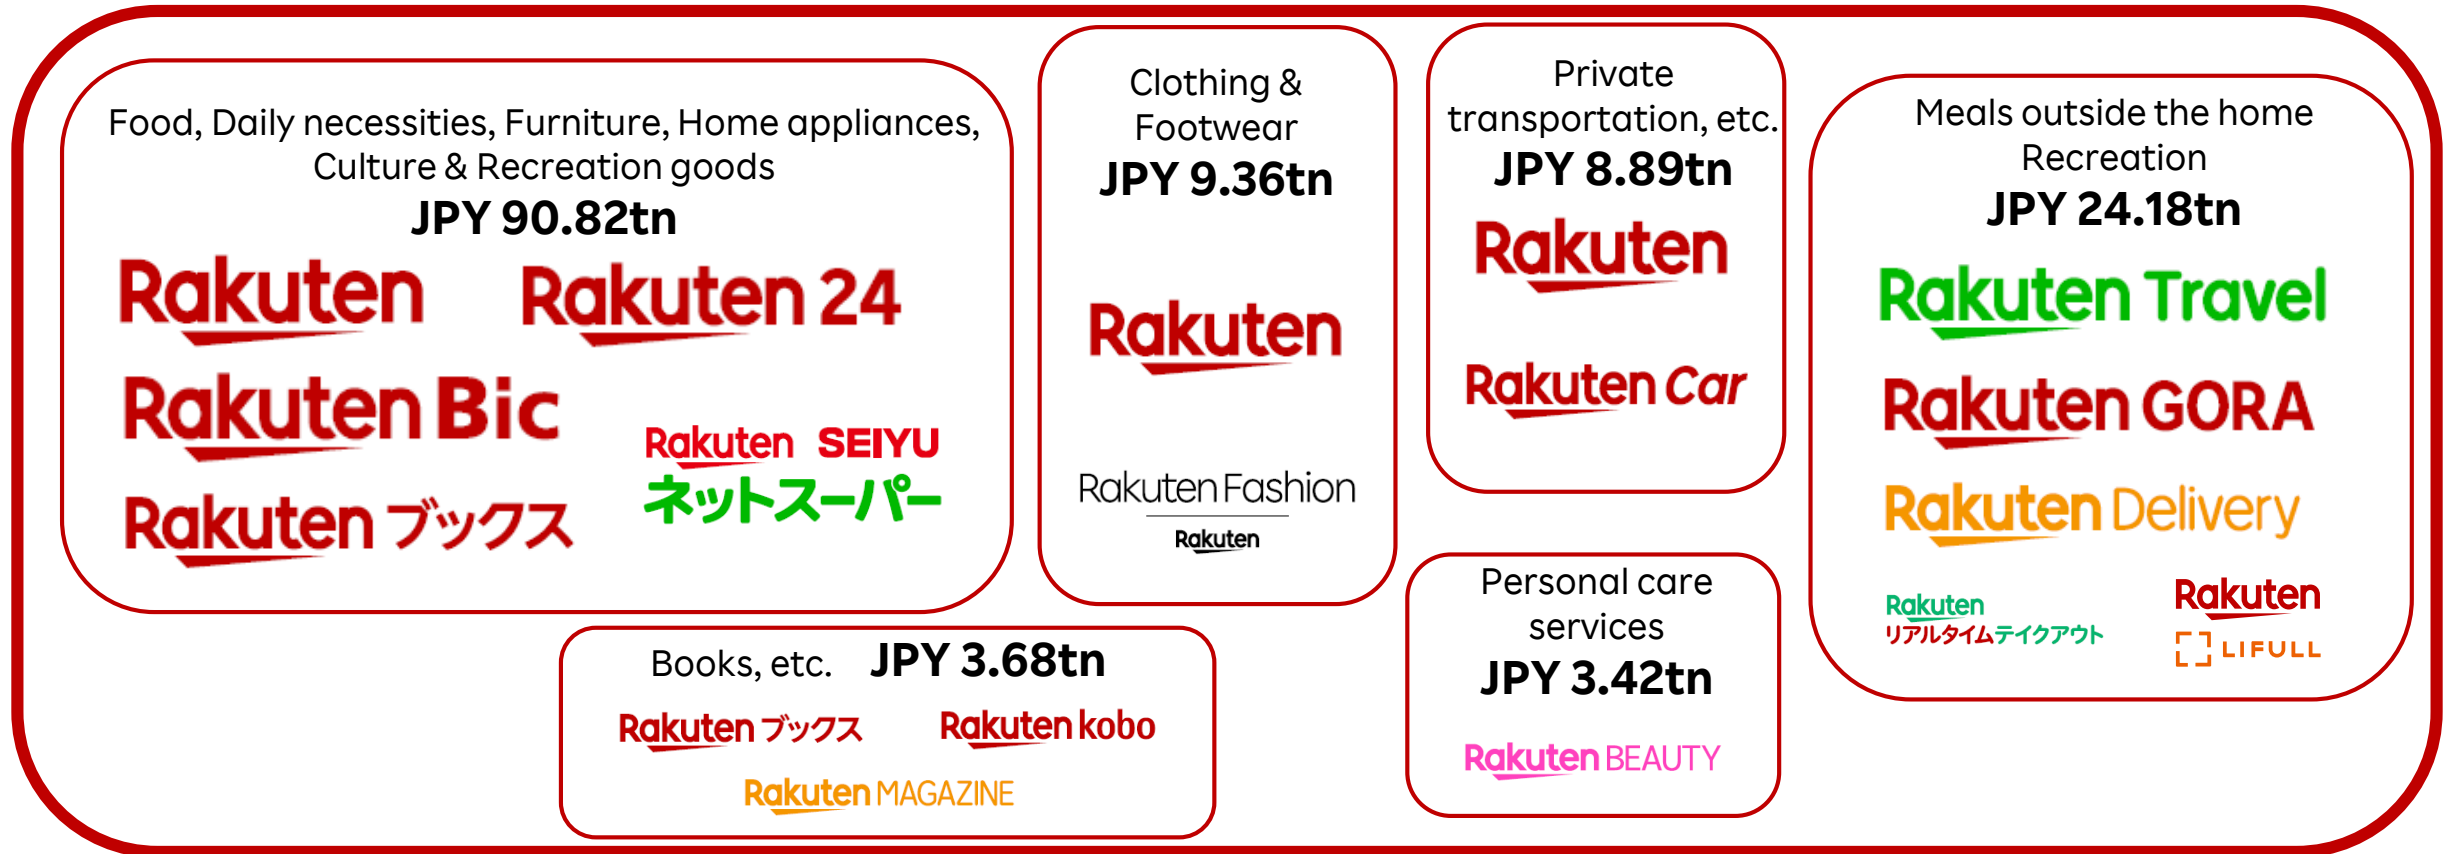 Food, Daily necessities, Furniture, Home appliances,
Culture & Recreation goods
JPY 90.82tn
Rakuten
Rakuten 24
Rakuten Bic
Rakuten SEIYU
ネットスーパー
Rakuten ブックス
Clothing &
Footwear
JPY 9.36tn
Rakuten
Rakuten Fashion
Rakuten
Private
transportation, etc.
JPY 8.89tn
Rakuten
Rakuten Car
Meals outside the home
Recreation
JPY 24.18tn
Rakuten Travel
Rakuten GORA
Rakuten Delivery
Rakuten
リアルタイムテイクアウト
Rakuten
LIFULL
Books, etc. JPY 3.68tn
Rakuten ブックス
Rakuten kobo
Rakuten MAGAZINE
Personal care
services
JPY 3.42tn
Rakuten BEAUTY